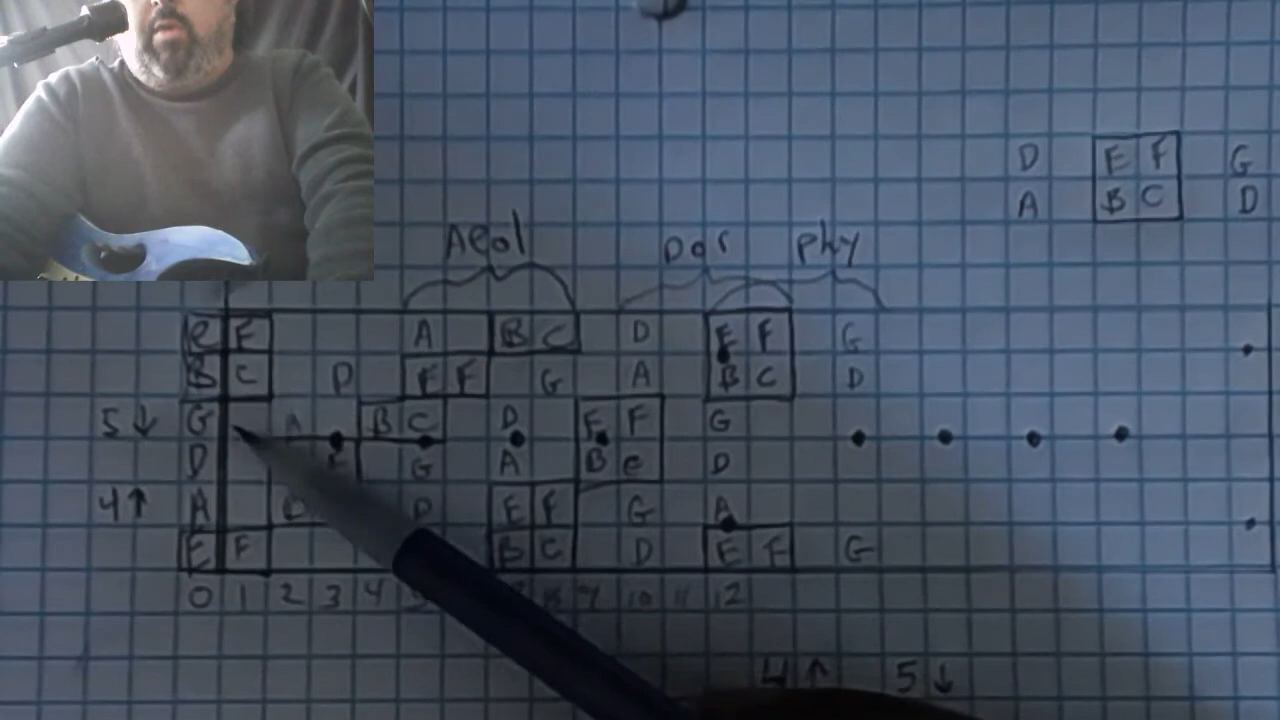 D E F G
A B C D
Aeol Dor Phy
e F A B C D E F G
B C D E F G A B C D
5 ↓ G A B C D E F G
D G A B C D
4 ↑ A D E F G A
E F B C D E F G
0 1 2 3 4 10 11 12
4 ↑ 5 ↓